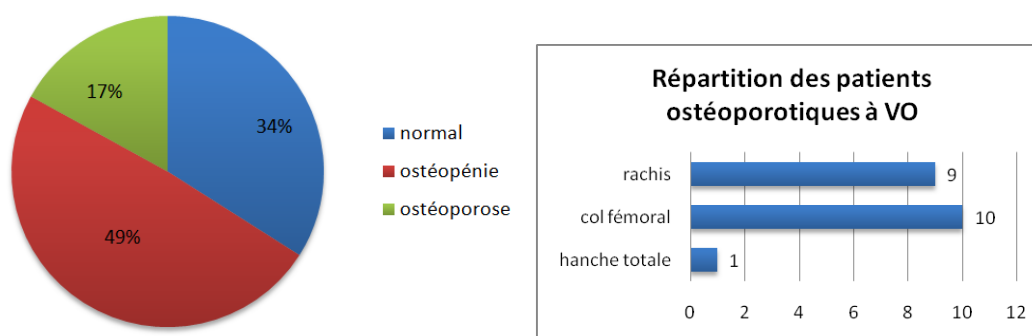 17%
34%
49%
normal
ostéopénie
ostéoporose
Répartition des patients
ostéoporotiques à VO
rachis
9
col fémoral
10
hanche totale
1
0 2 4 6 8 10 12